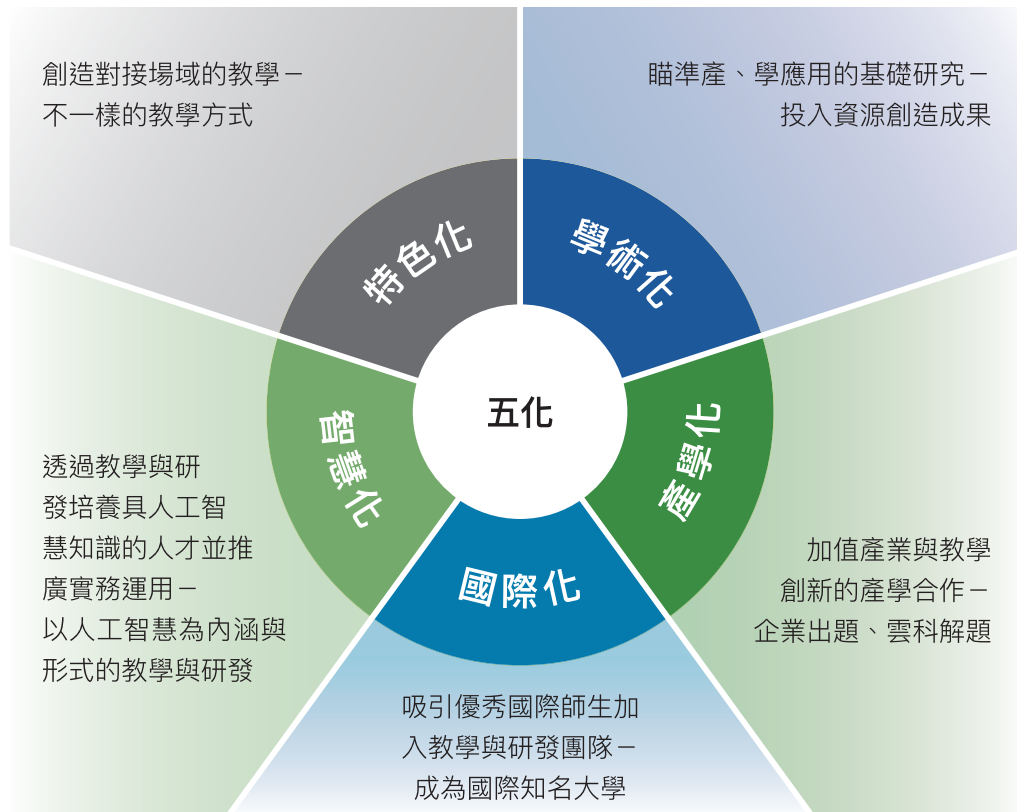 創造對接場域的教學－
不一樣的教學方式
瞄準產、學應用的基礎研究－
投入資源創造成果
特色化
學術化
五化
智慧化
產學化
國際化
透過教學與研
發培養具人工智
慧知識的人才並推
廣實務運用－
以人工智慧為內涵與
形式的教學與研發
加值產業與教學
創新的產學合作－
企業出題、雲科解題
吸引優秀國際師生加
入教學與研發團隊－
成為國際知名大學